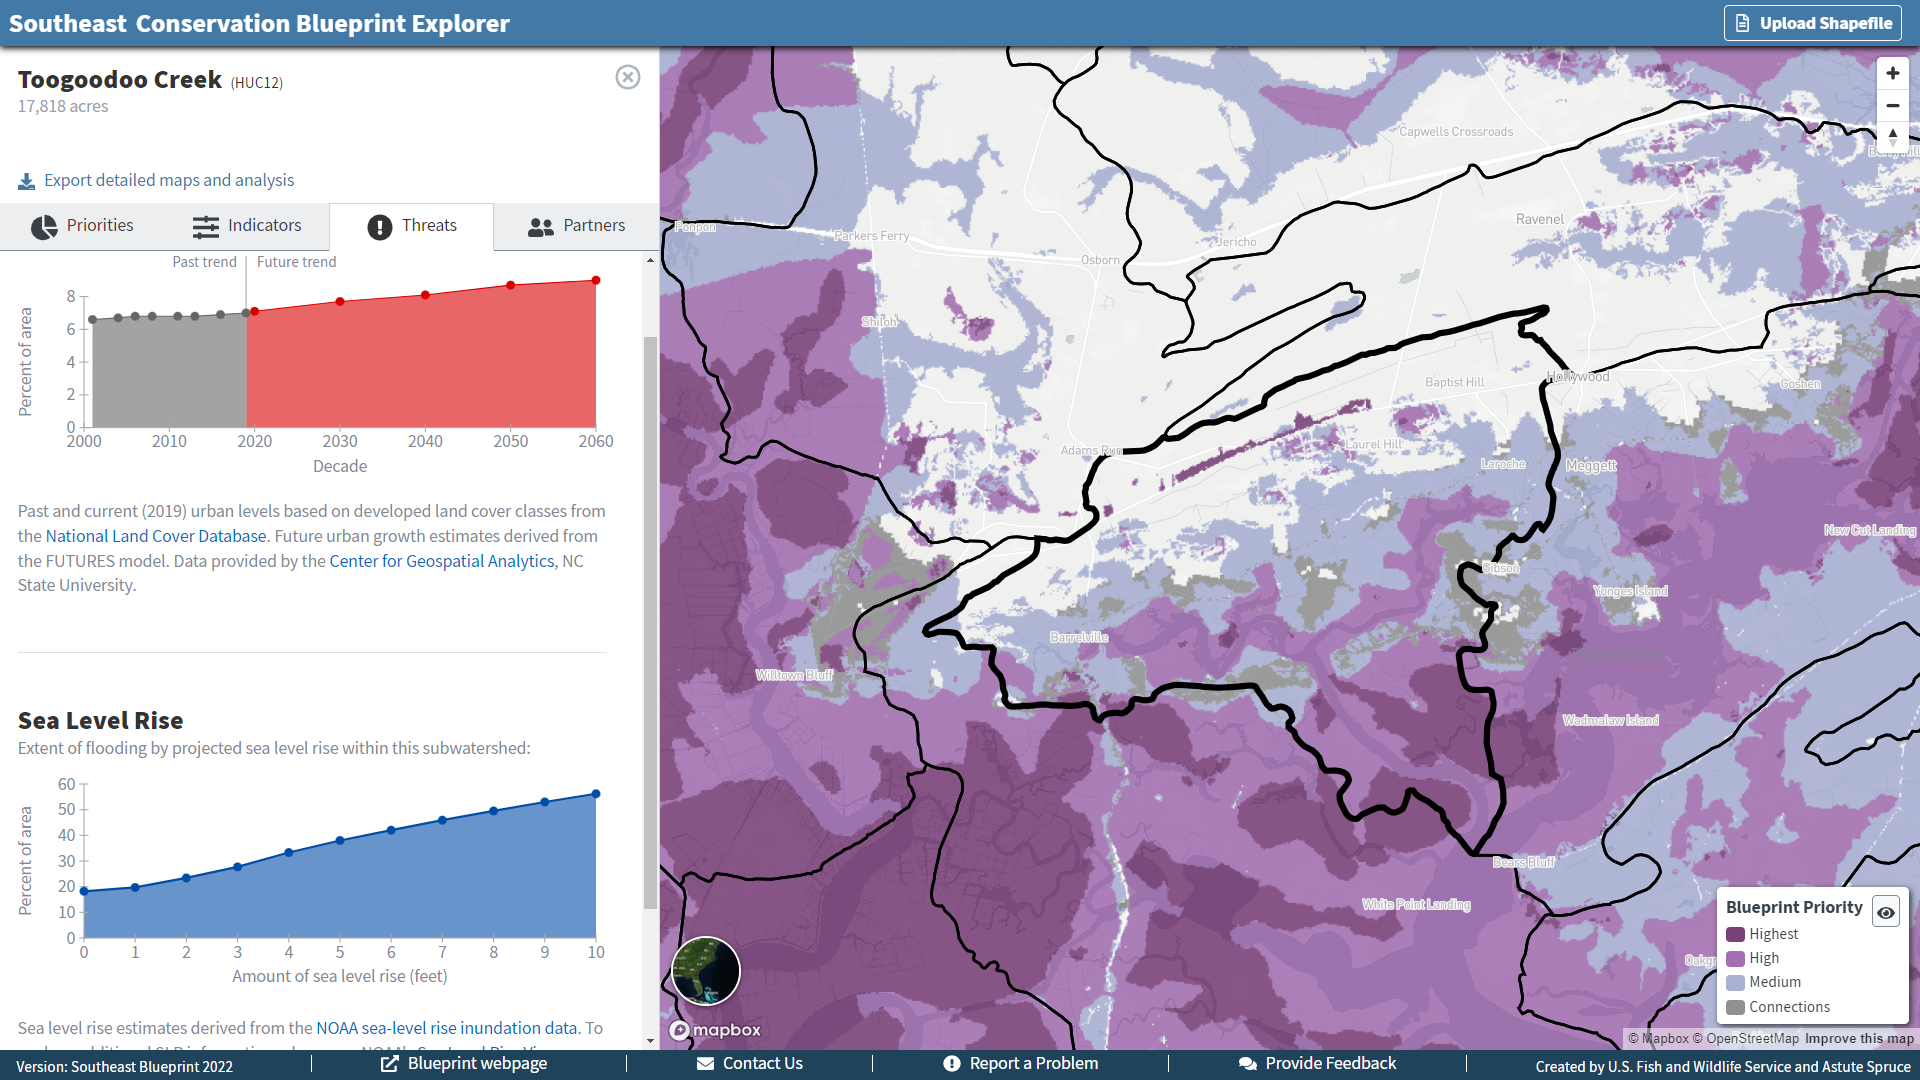 Southeast Conservation Blueprint Explorer
Upload Shapefile
Toogoodoo Creek (HUC12)
17,818 acres
Export detailed maps and analysis
Priorities
Indicators
Threats
Partners
Past trend
Future trend
8
6
4
2
0
Percent of area
2000 2010 2020 2030 2040 2050 2060
Decade
Past and current (2019) urban levels based on developed land cover classes from
the National Land Cover Database. Future urban growth estimates derived from
the FUTURES model. Data provided by the Center for Geospatial Analytics, NC
State University.
Sea Level Rise
Extent of flooding by projected sea level rise within this subwatershed:
60
50
40
30
20
10
0
Percent of area
0 1 2 3 4 5 6 7 8 9 10
Amount of sea level rise (feet)
Sea level rise estimates derived from the NOAA sea-level rise inundation data. To
Capwells Crossroads
Ravenel
Ponpon
Parkers Ferry
Jericho
Osborn
Shiloh
Hollywood
Baptist Hill
Goshen
Laurel Hill
Adams Run
Laroche
Meggett
New Cut Landing
Gibson
Yonges Island
Barrelville
Willtown Bluff
Wadmalaw Island
Bears Bluff
White Point Landing
Blueprint Priority
Highest
High
Medium
Connections
mapbox
© Mapbox © OpenStreetMap Improve this map
Version: Southeast Blueprint 2022
Blueprint webpage
Contact Us
Report a Problem
Provide Feedback
Created by U.S. Fish and Wildlife Service and Astute Spruce